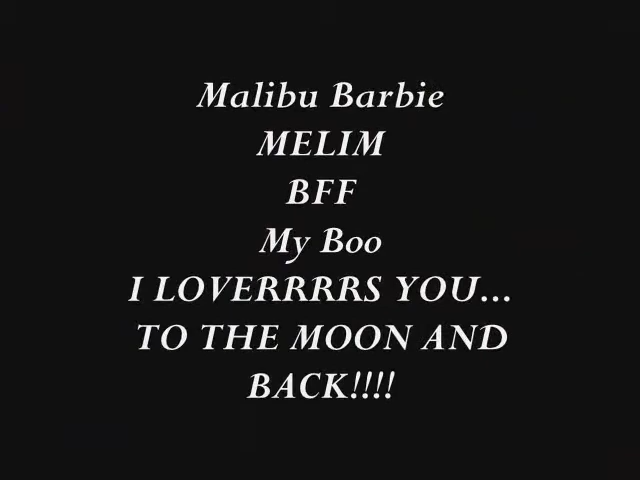 Malibu Barbie
MELIM
BFF
My Boo
I LOVERRRRS YOU...
TO THE MOON AND
BACK!!!!